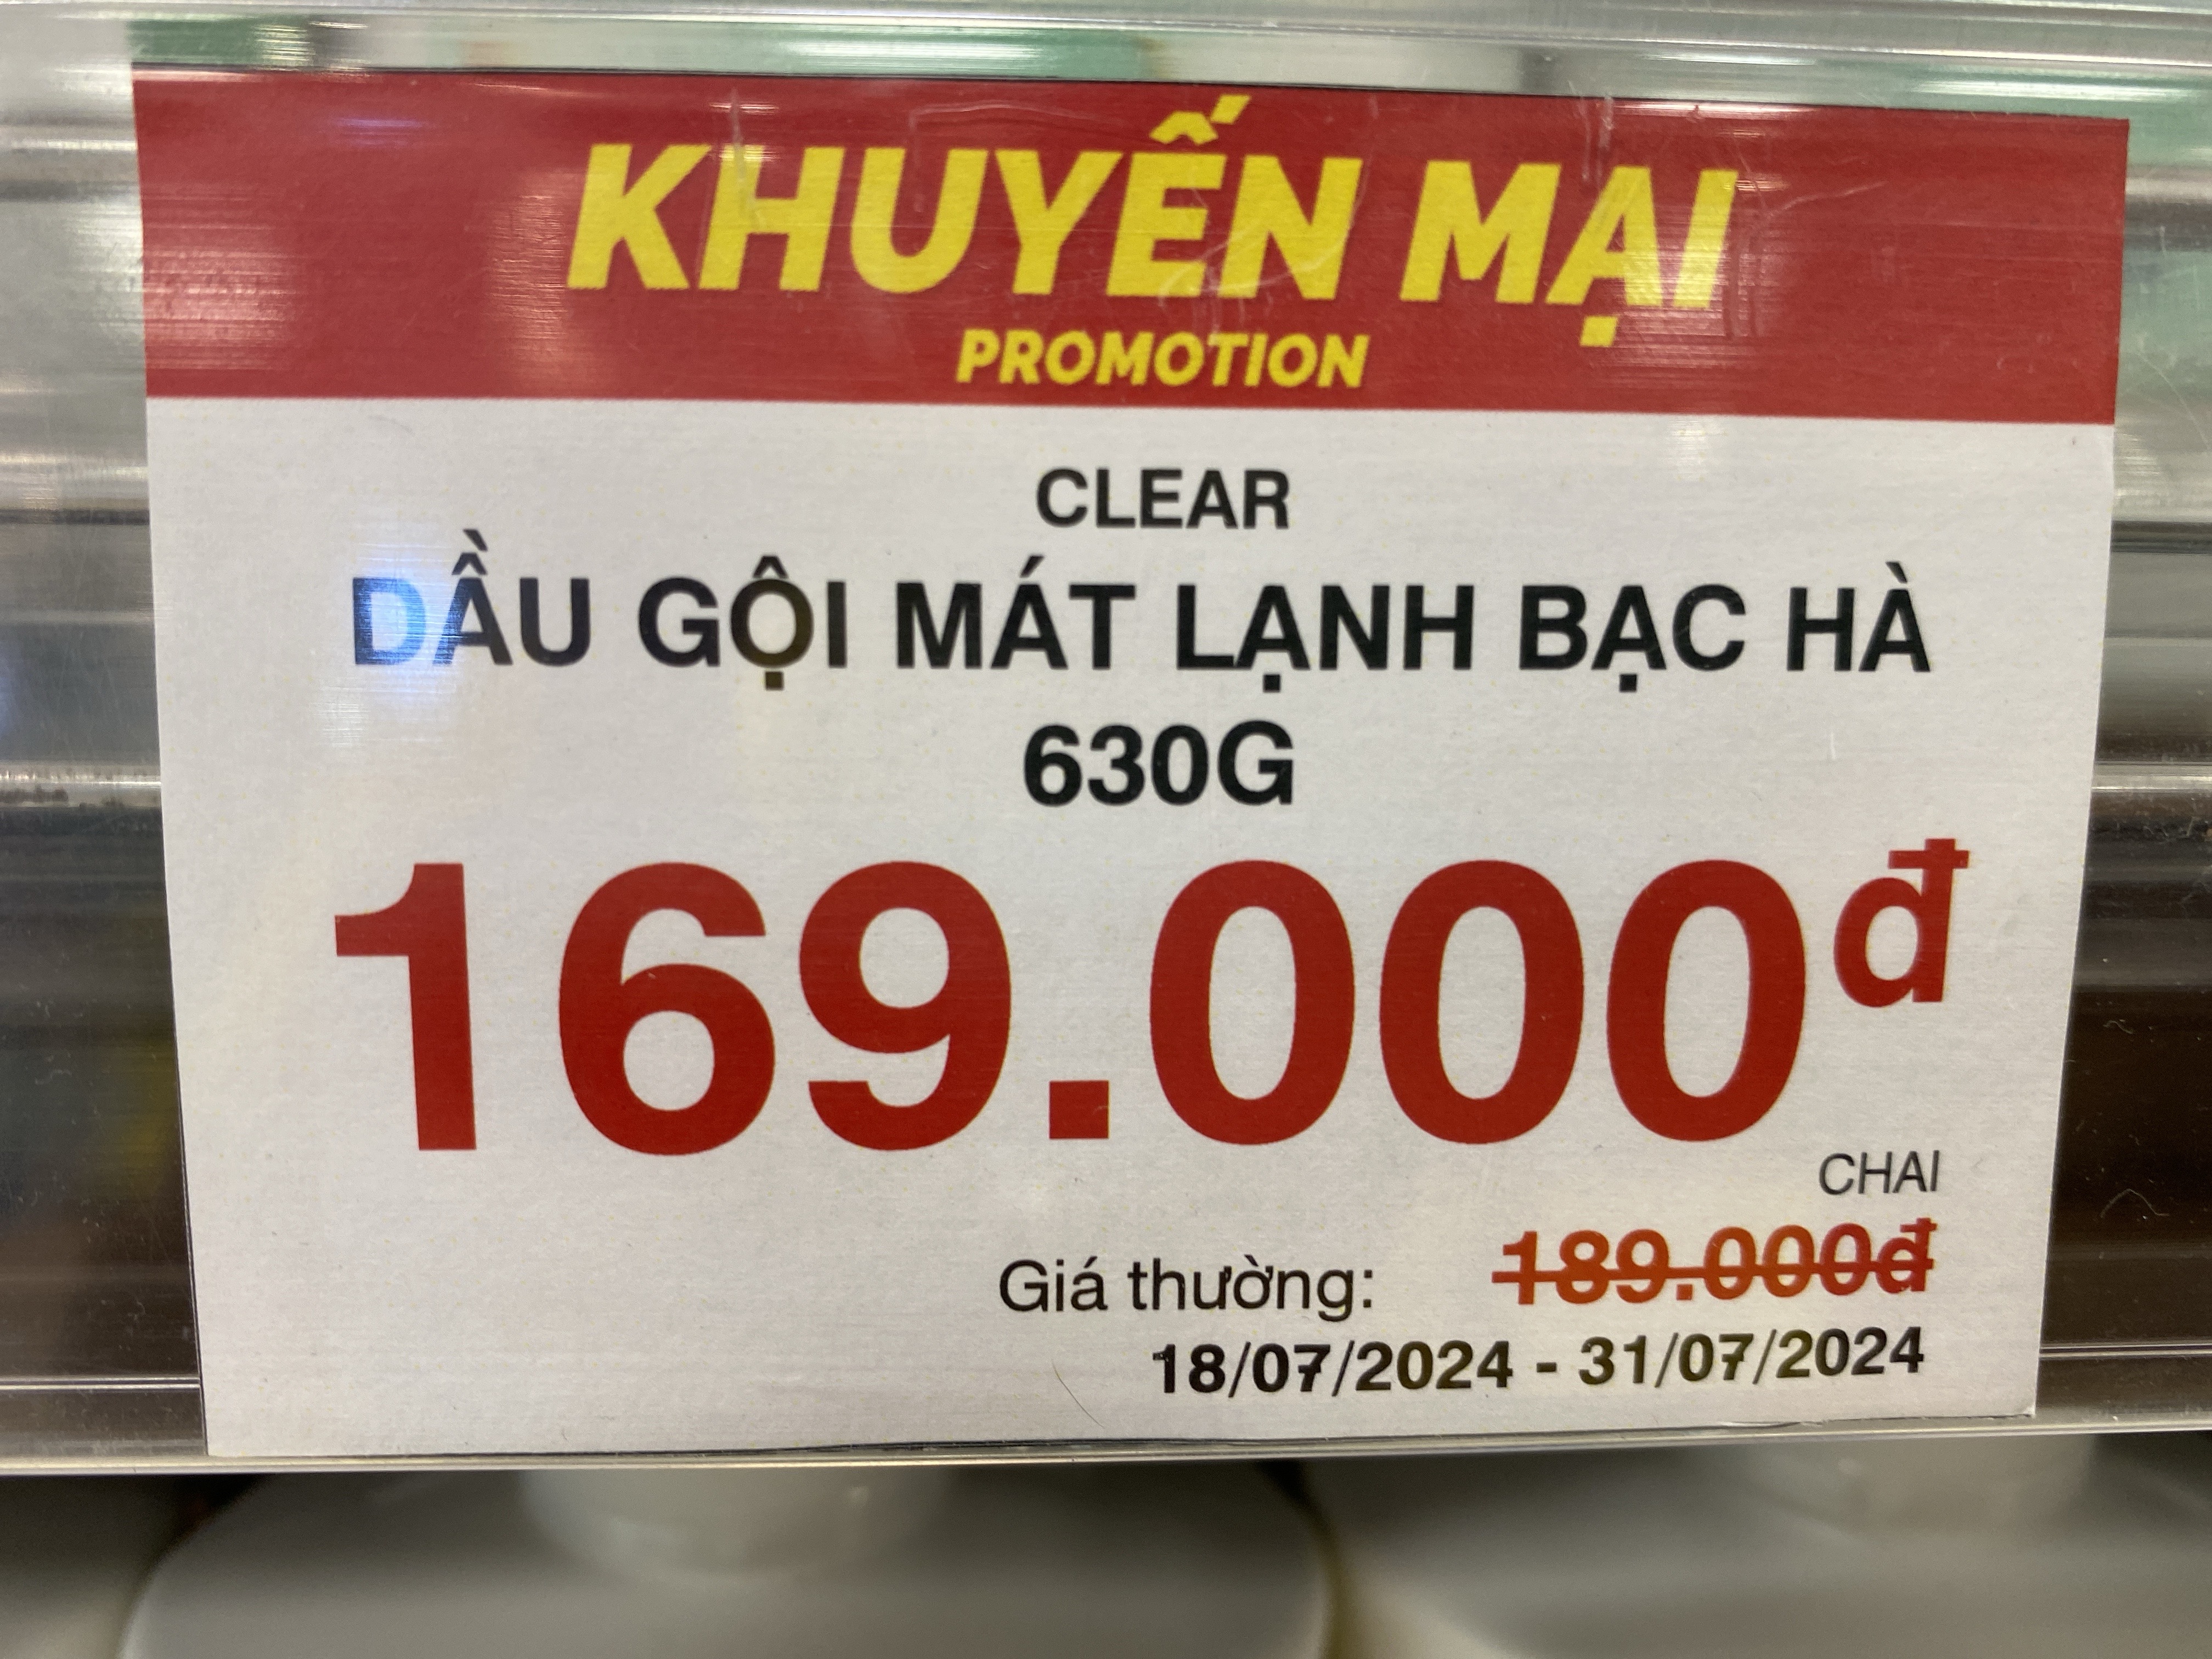 KHUYẾN MẠI
PROMOTION
CLEAR
DẦU GỘI MÁT LẠNH BẠC HÀ
630G
169.000đ
CHAI
Giá thường: 189.000đ
18/07/2024 - 31/07/2024